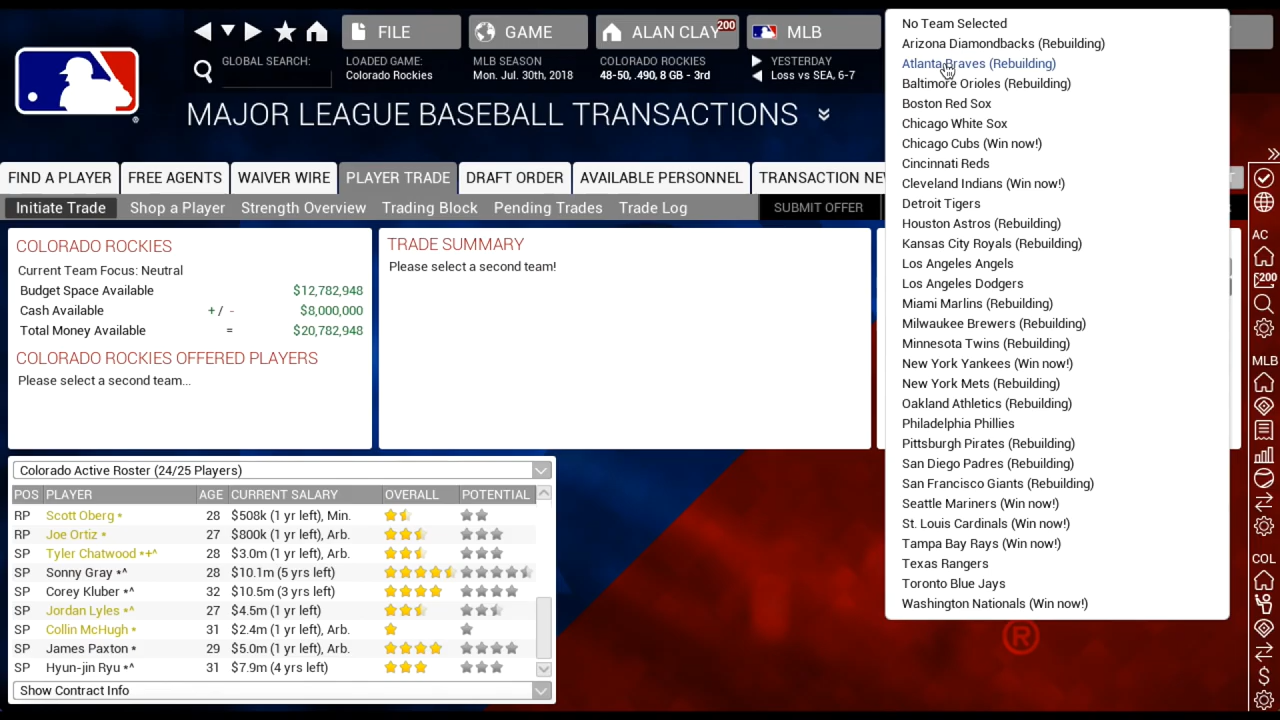 FILE
GAME
ALAN CLAY
200
MLB
GLOBAL SEARCH:
LOADED GAME:
Colorado Rockies
MLB SEASON
Mon. Jul. 30th, 2018
COLORADO ROCKIES
48-50, .490, 8 GB - 3rd
YESTERDAY
Loss vs SEA, 6-7
MAJOR LEAGUE BASEBALL TRANSACTIONS
FIND A PLAYER
FREE AGENTS
WAIVER WIRE
PLAYER TRADE
DRAFT ORDER
AVAILABLE PERSONNEL
TRANSACTION
Initiate Trade
Shop a Player
Strength Overview
Trading Block
Pending Trades
Trade Log
SUBMIT OFFER
COLORADO ROCKIES
Current Team Focus: Neutral
Budget Space Available $12,782,948
Cash Available + / - $8,000,000
Total Money Available = $20,782,948
COLORADO ROCKIES OFFERED PLAYERS
Please select a second team...
TRADE SUMMARY
Please select a second team!
No Team Selected
Arizona Diamondbacks (Rebuilding)
Atlanta Braves (Rebuilding)
Baltimore Orioles (Rebuilding)
Boston Red Sox
Chicago White Sox
Chicago Cubs (Win now!)
Cincinnati Reds
Cleveland Indians (Win now!)
Detroit Tigers
Houston Astros (Rebuilding)
Kansas City Royals (Rebuilding)
Los Angeles Angels
Los Angeles Dodgers
Miami Marlins (Rebuilding)
Milwaukee Brewers (Rebuilding)
Minnesota Twins (Rebuilding)
New York Yankees (Win now!)
New York Mets (Rebuilding)
Oakland Athletics (Rebuilding)
Philadelphia Phillies
Pittsburgh Pirates (Rebuilding)
San Diego Padres (Rebuilding)
San Francisco Giants (Rebuilding)
Seattle Mariners (Win now!)
St. Louis Cardinals (Win now!)
Tampa Bay Rays (Win now!)
Texas Rangers
Toronto Blue Jays
Washington Nationals (Win now!)
Colorado Active Roster (24/25 Players)
POS PLAYER AGE CURRENT SALARY OVERALL POTENTIAL
RP Scott Oberg * 28 $508k (1 yr left), Min.
RP Joe Ortiz * 27 $800k (1 yr left), Arb.
SP Tyler Chatwood *+^ 28 $3.0m (1 yr left), Arb.
SP Sonny Gray *^ 28 $10.1m (5 yrs left)
SP Corey Kluber *^ 32 $10.5m (3 yrs left)
SP Jordan Lyles *^ 27 $4.5m (1 yr left)
SP Collin McHugh * 31 $2.4m (1 yr left), Arb.
SP James Paxton * 29 $5.0m (1 yr left), Arb.
SP Hyun-jin Ryu *^ 31 $7.9m (4 yrs left)
Show Contract Info
AC
200
MLB
COL
®